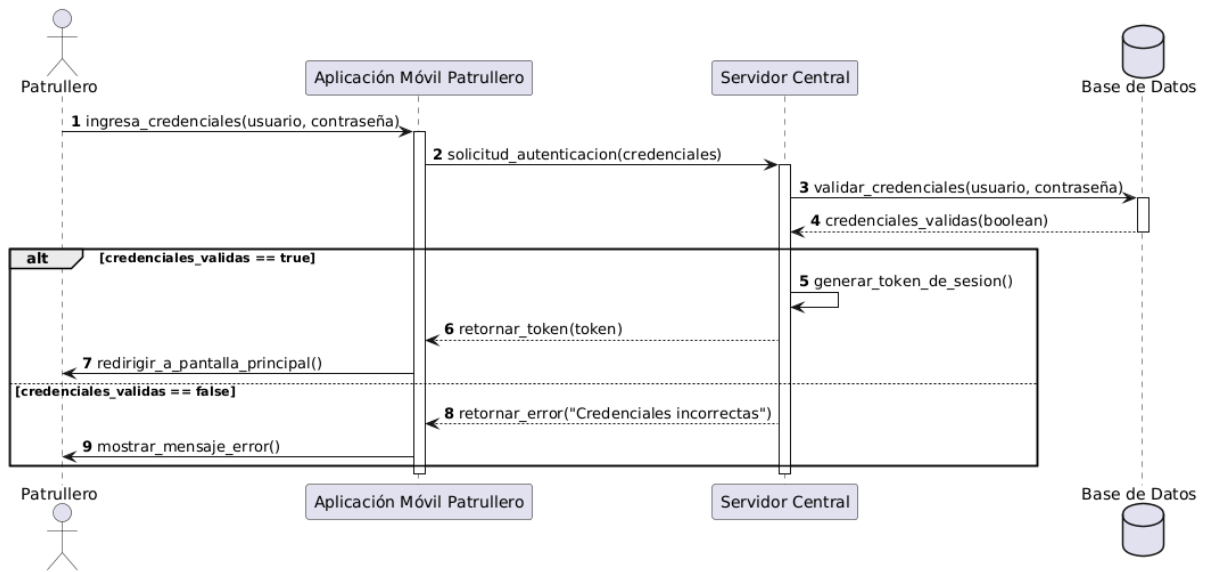 Patrullero
Aplicación Móvil Patrullero
Servidor Central
Base de Datos
1 ingresa_credenciales(usuario, contraseña)
2 solicitud_autenticacion(credenciales)
3 validar_credenciales(usuario, contraseña)
4 credenciales_validas(boolean)
alt [credenciales_validas == true]
5 generar_token_de_sesion()
6 retornar_token(token)
7 redirigir_a_pantalla_principal()
[credenciales_validas == false]
8 retornar_error("Credenciales incorrectas")
9 mostrar_mensaje_error()
Patrullero
Aplicación Móvil Patrullero
Servidor Central
Base de Datos